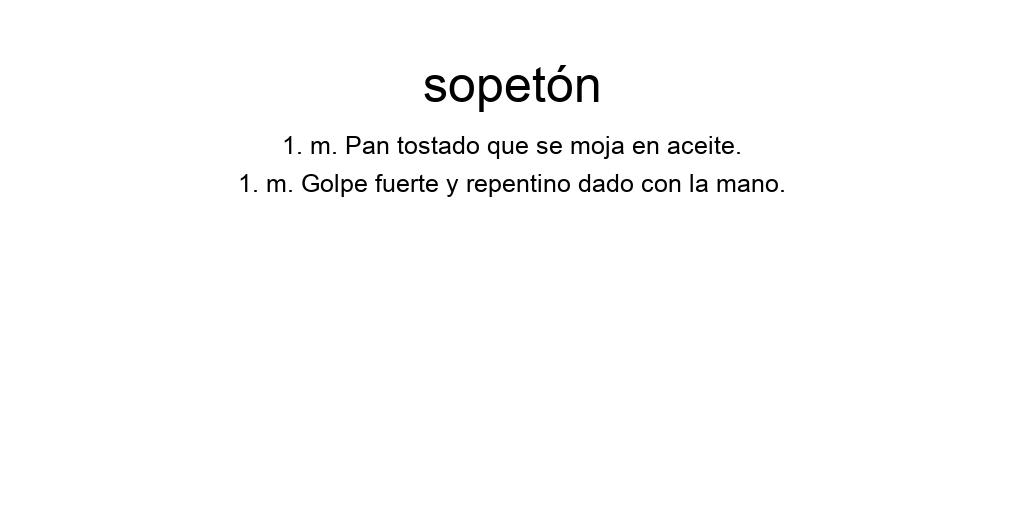 sopetón
1. m. Pan tostado que se moja en aceite.
1. m. Golpe fuerte y repentino dado con la mano.